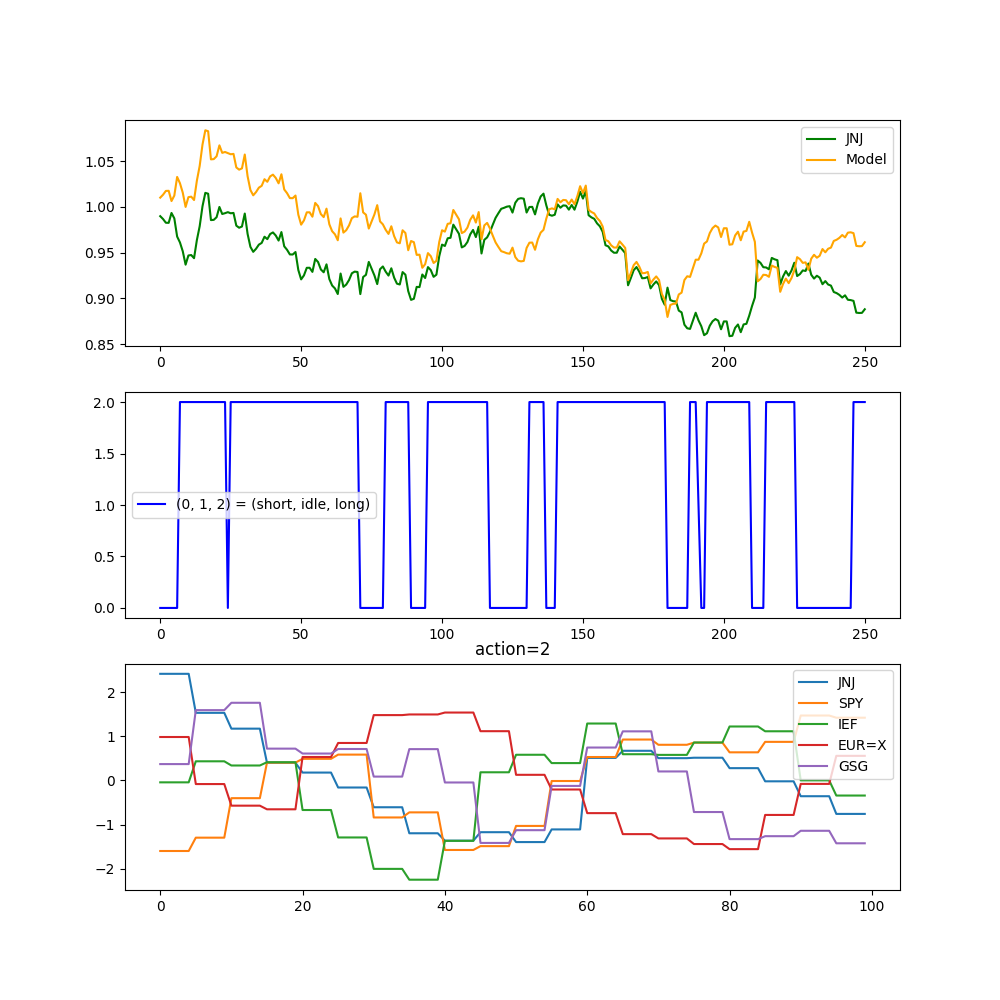 JNJ
Model
1.05
1.00
0.95
0.90
0.85
0 50 100 150 200 250
2.0
1.5
1.0
0.5
0.0
(0, 1, 2) = (short, idle, long)
0 50 100 150 200 250
action=2
JNJ
SPY
IEF
EUR=X
GSG
2
1
0
−1
−2
0 20 40 60 80 100